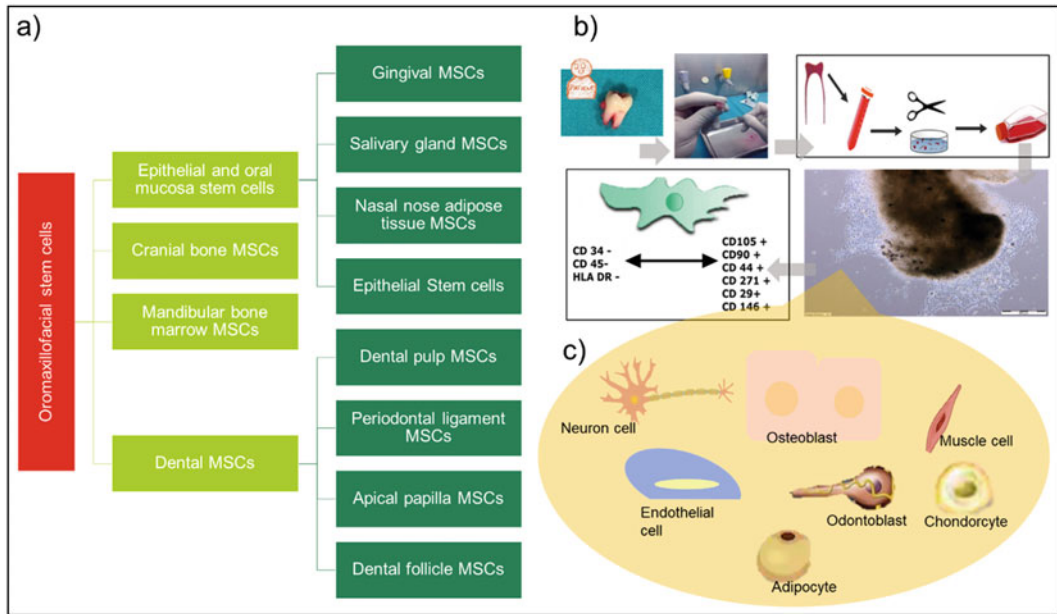 a)
Oromaxillofacial stem cells
Epithelial and oral
mucosa stem cells
Cranial bone MSCs
Mandibular bone
marrow MSCs
Dental MSCs
Gingival MSCs
Salivary gland MSCs
Nasal nose adipose
tissue MSCs
Epithelial Stem cells
Dental pulp MSCs
Periodontal ligament
MSCs
Apical papilla MSCs
Dental follicle MSCs
b)
CD 34 -
CD 45-
HLA DR -
CD105 +
CD90 +
CD 44 +
CD 271 +
CD 29+
CD 146 +
c)
Neuron cell
Osteoblast
Muscle cell
Endothelial
cell
Odontoblast
Chondorcyte
Adipocyte